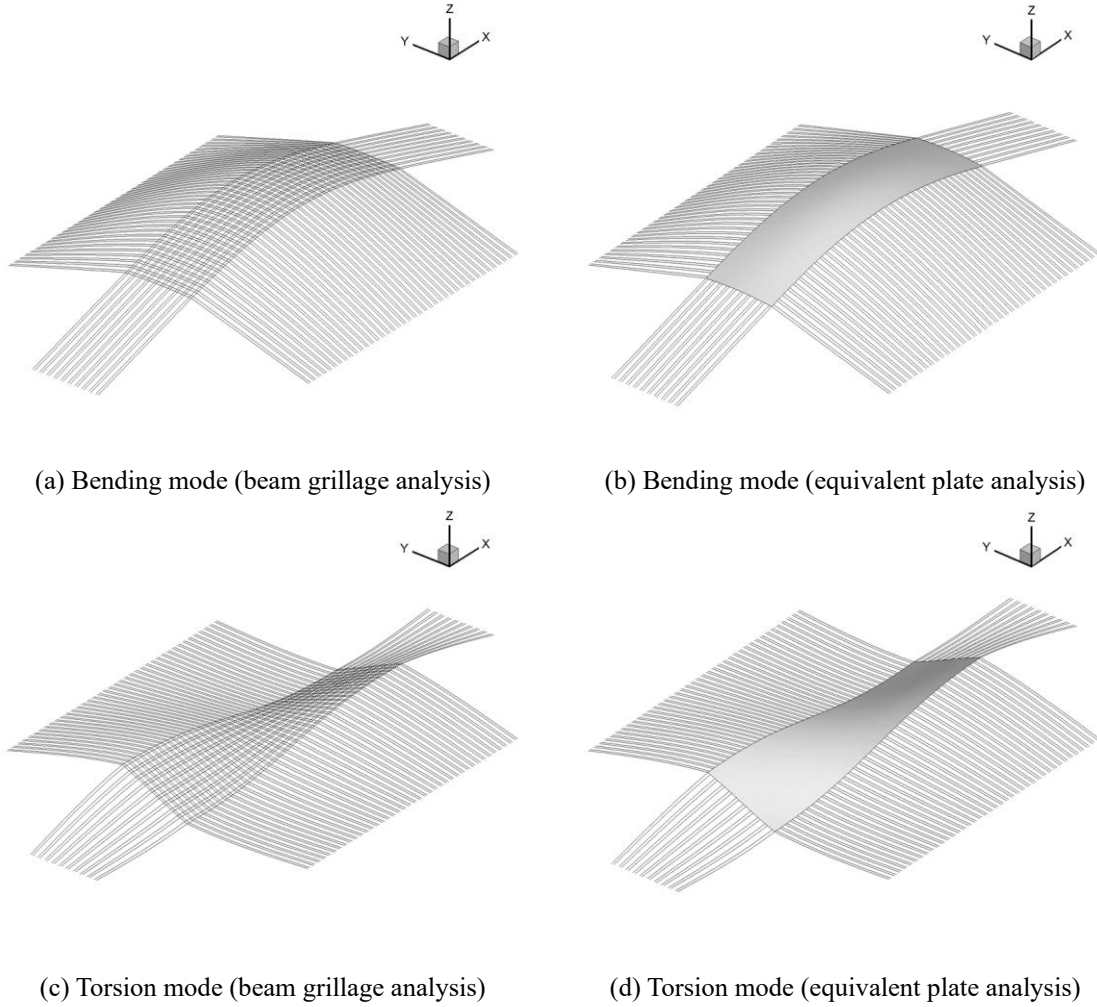 Z
Y
X
Z
Y
X
(a) Bending mode (beam grillage analysis)
(b) Bending mode (equivalent plate analysis)
Z
Y
X
Z
Y
X
(c) Torsion mode (beam grillage analysis)
(d) Torsion mode (equivalent plate analysis)